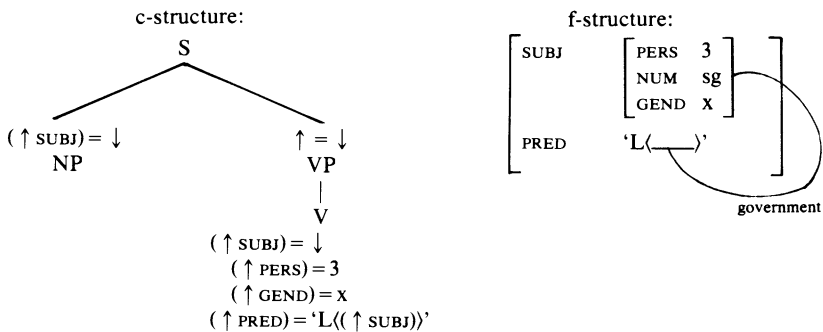 c-structure:
S
(↑ SUBJ) = ↓
NP
↑ = ↓
VP
V
(↑ SUBJ) = ↓
(↑ PERS) = 3
(↑ GEND) = x
(↑ PRED) = ‘L⟨(↑ SUBJ)⟩’
f-structure:
SUBJ
PERS 3
NUM sg
GEND x
PRED ‘L⟨____⟩’
government